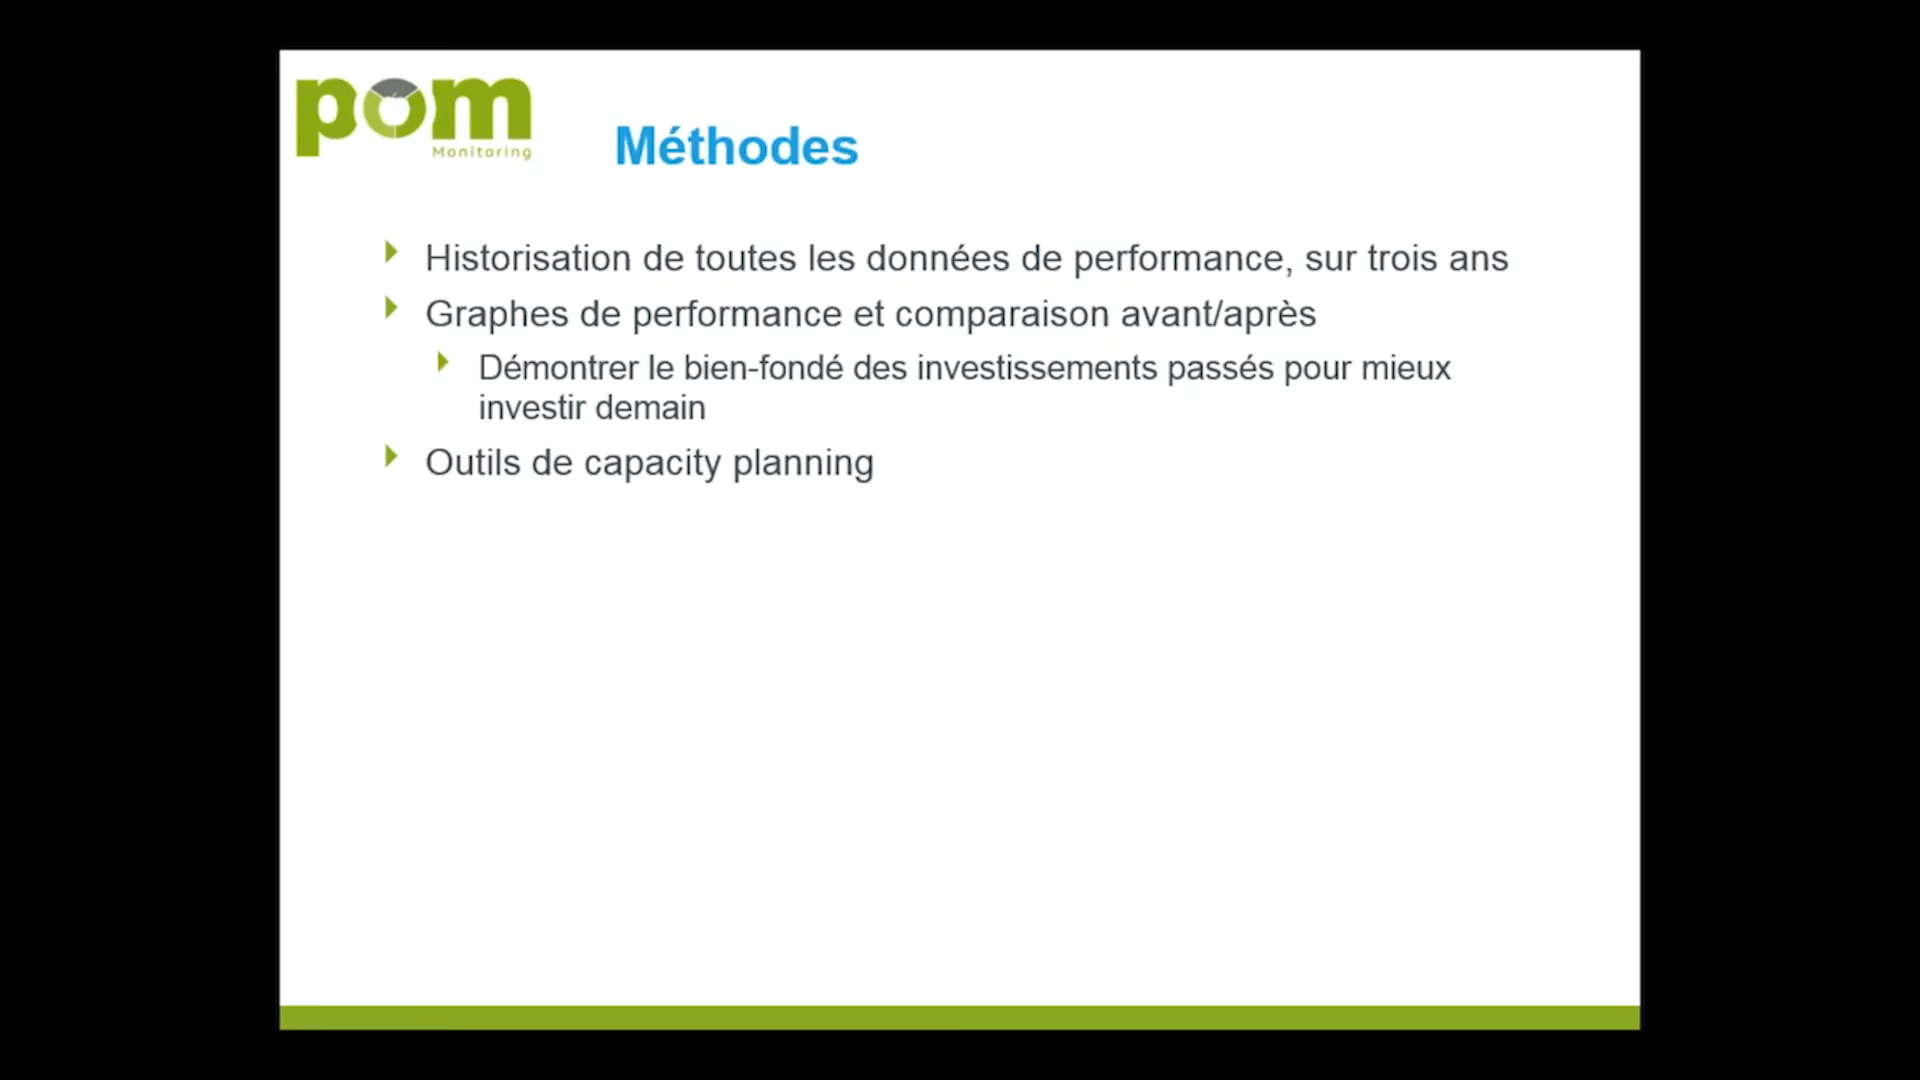 pom
Monitoring
Méthodes
Historisation de toutes les données de performance, sur trois ans
Graphes de performance et comparaison avant/après
Démontrer le bien-fondé des investissements passés pour mieux
investir demain
Outils de capacity planning